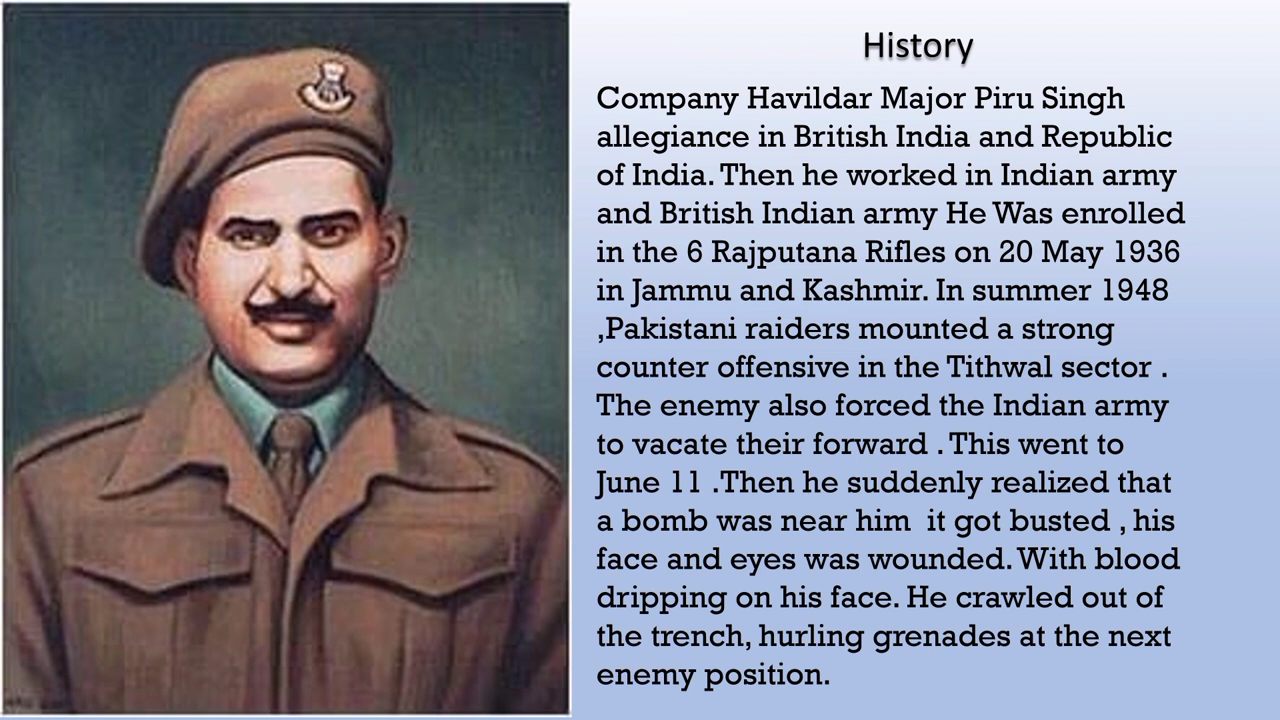 History
Company Havildar Major Piru Singh
allegiance in British India and Republic
of India. Then he worked in Indian army
and British Indian army He Was enrolled
in the 6 Rajputana Rifles on 20 May 1936
in Jammu and Kashmir. In summer 1948
,Pakistani raiders mounted a strong
counter offensive in the Tithwal sector .
The enemy also forced the Indian army
to vacate their forward . This went to
June 11 .Then he suddenly realized that
a bomb was near him  it got busted , his
face and eyes was wounded. With blood
dripping on his face. He crawled out of
the trench, hurling grenades at the next
enemy position.